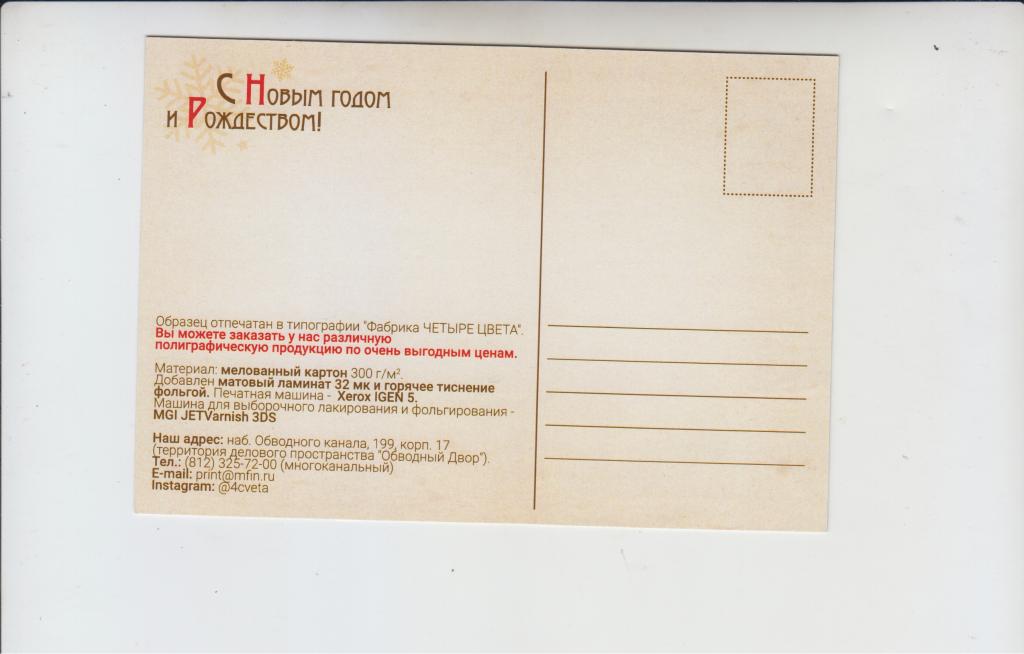 С Новым годом
и Рождеством!
Образец отпечатан в типографии "Фабрика ЧЕТЫРЕ ЦВЕТА".
Вы можете заказать у нас различную
полиграфическую продукцию по очень выгодным ценам.
Материал: мелованный картон 300 г/м².
Добавлен матовый ламинат 32 мк и горячее тиснение
фольгой. Печатная машина - Xerox IGEN 5.
Машина для выборочного лакирования и фольгирования -
MGI JETVarnish 3DS
Наш адрес: наб. Обводного канала, 199, корп. 17
(территория делового пространства "Обводный Двор").
Тел.: (812) 325-72-00 (многоканальный)
E-mail: print@mfin.ru
Instagram: @4cveta